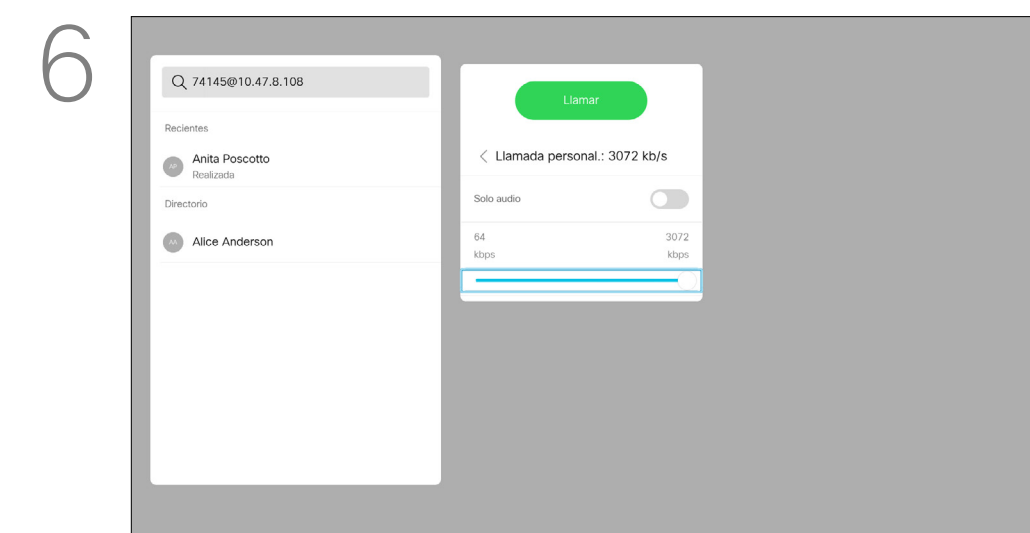 6
74145@10.47.8.108
Recientes
AP
Anita Poscotto
Realizada
Directorio
AA
Alice Anderson
Llamar
Llamada personal.: 3072 kb/s
Solo audio
64 3072
kbps kbps